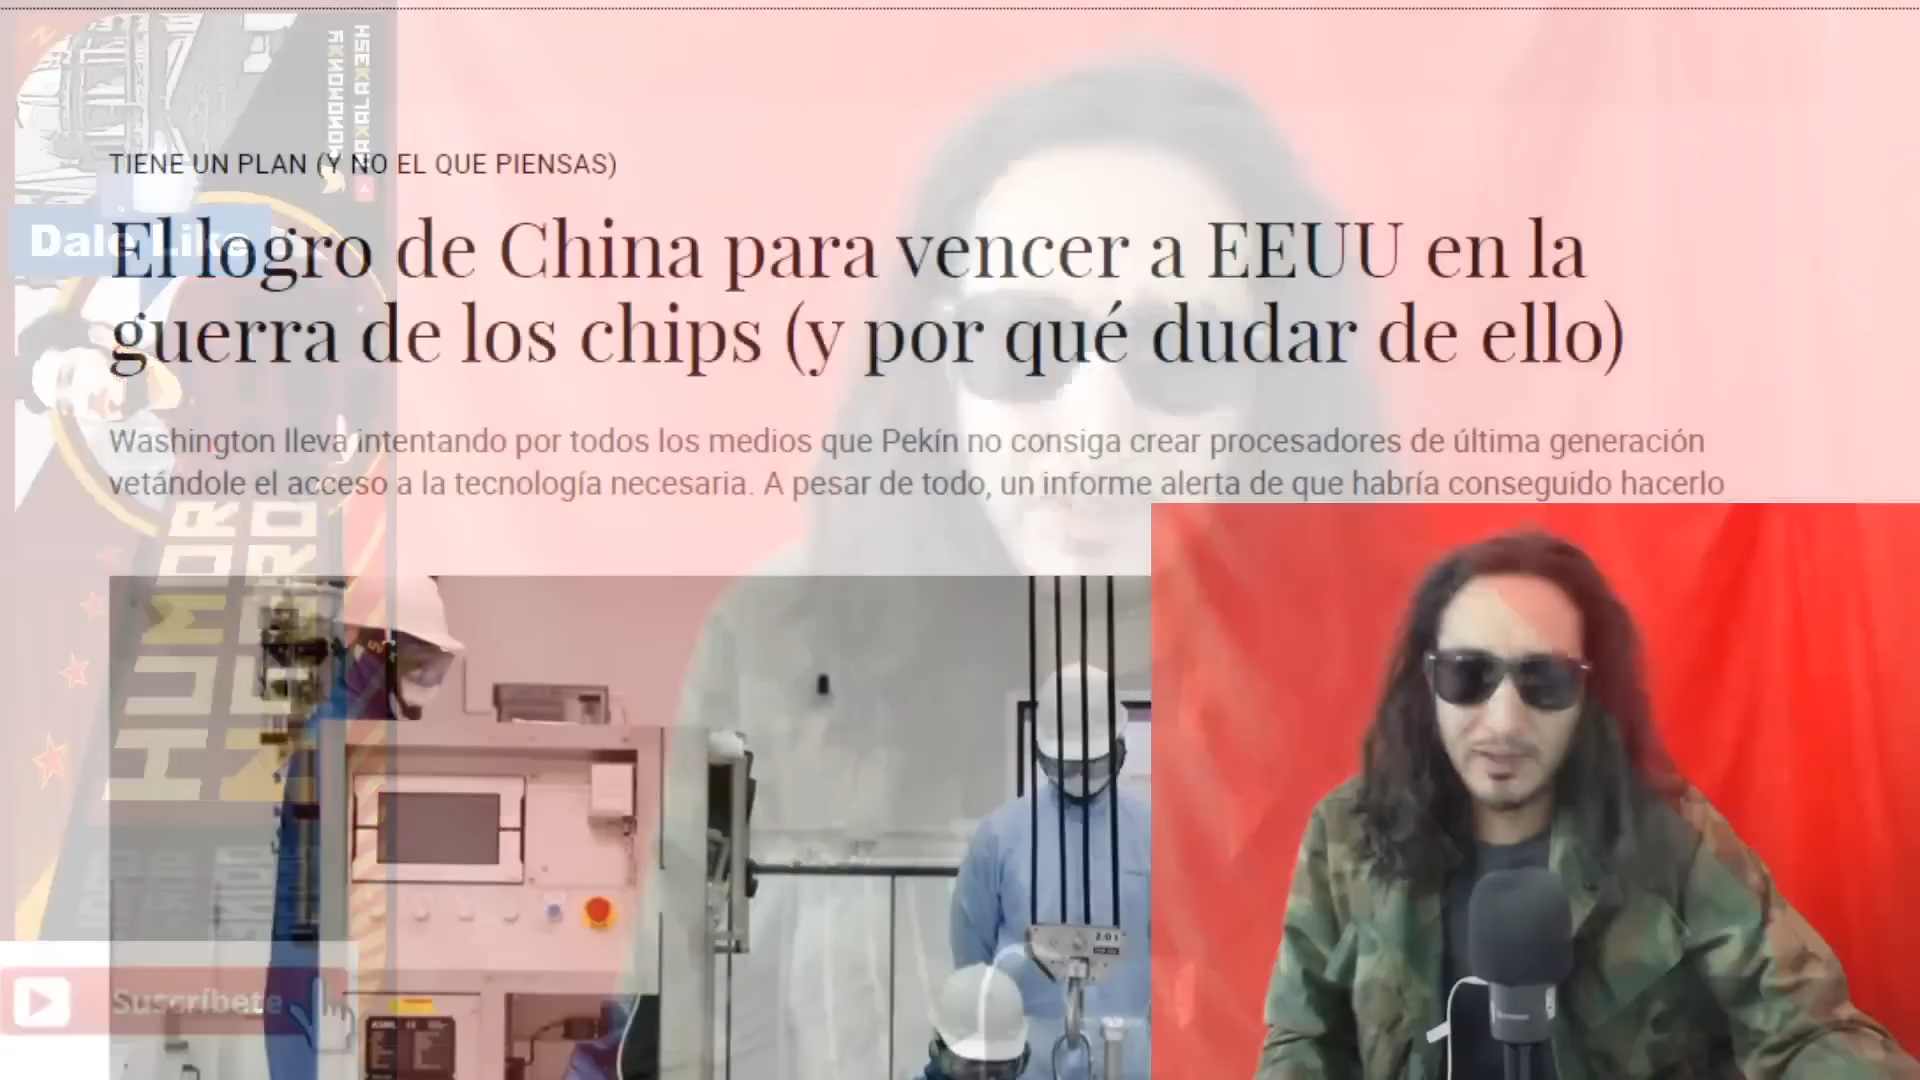 TIENE UN PLAN (Y NO EL QUE PIENSAS)
Dale Like
El logro de China para vencer a EEUU en la
guerra de los chips (y por qué dudar de ello)
Washington lleva intentando por todos los medios que Pekín no consiga crear procesadores de última generación
vetándole el acceso a la tecnología necesaria. A pesar de todo, un informe alerta de que habría conseguido hacerlo
HUMOR
Suscríbete
2.0 t